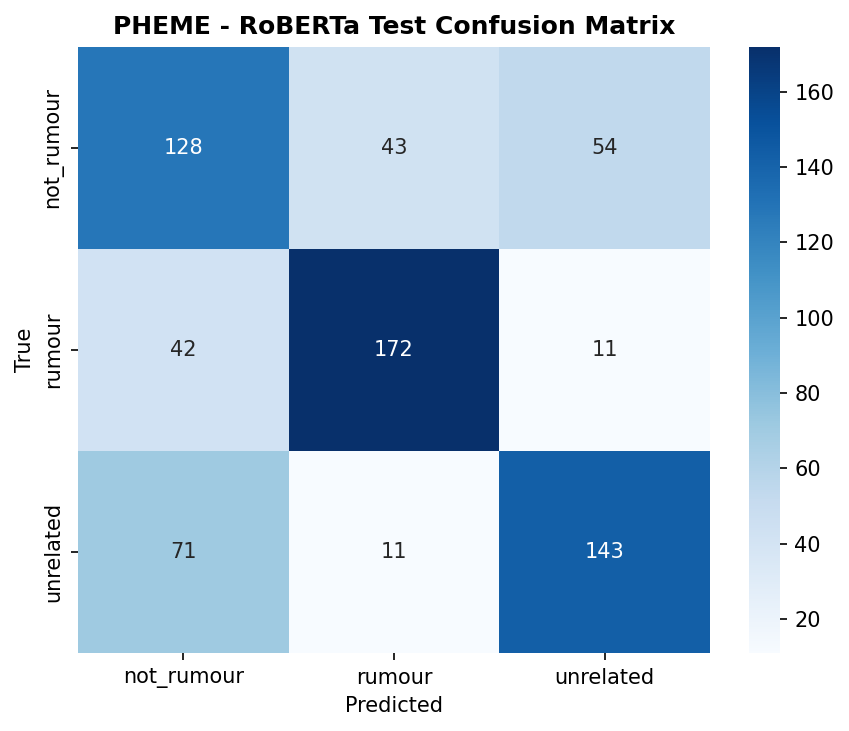 PHEME - RoBERTa Test Confusion Matrix
True
not_rumour
128 43 54
rumour
42 172 11
unrelated
71 11 143
not_rumour rumour unrelated
Predicted
160
140
120
100
80
60
40
20